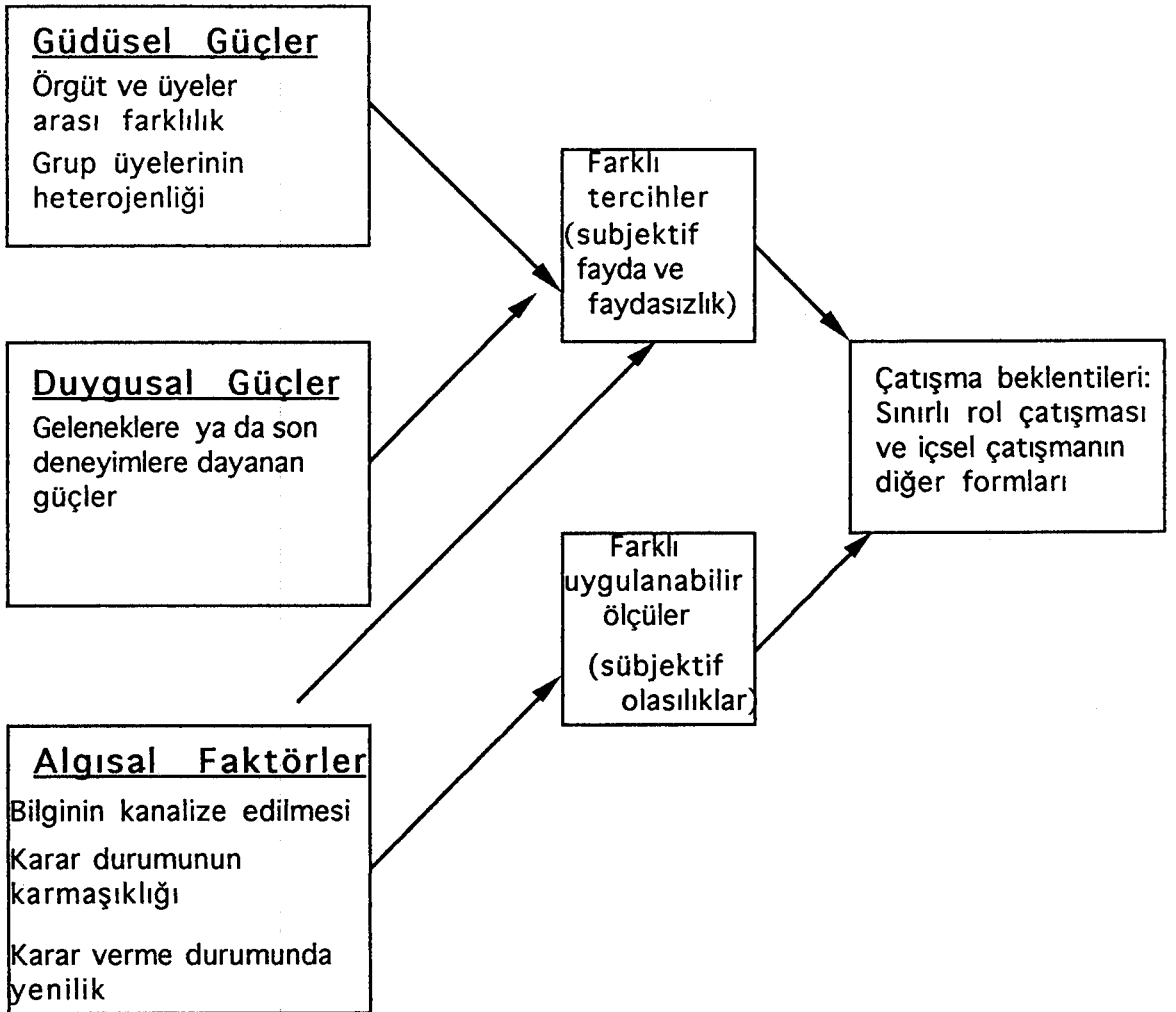 Güdüsel Güçler
Örgüt ve üyeler
arası farklılık
Grup üyelerinin
heterojenliği
Duygusal Güçler
Geleneklere ya da son
deneyimlere dayanan
güçler
Algısal Faktörler
Bilginin kanalize edilmesi
Karar durumunun
karmaşıklığı
Karar verme durumunda
yenilik
Farklı
tercihler
(subjektif
fayda ve
faydasızlık)
Farklı
uygulanabilir
ölçüler
(sübjektif
olasılıklar)
Çatışma beklentileri:
Sınırlı rol çatışması
ve içsel çatışmanın
diğer formları